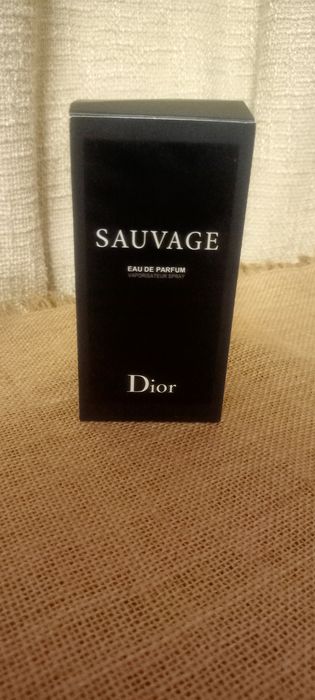 SAUVAGE
EAU DE PARFUM
VAPORISATEUR SPRAY
Dior